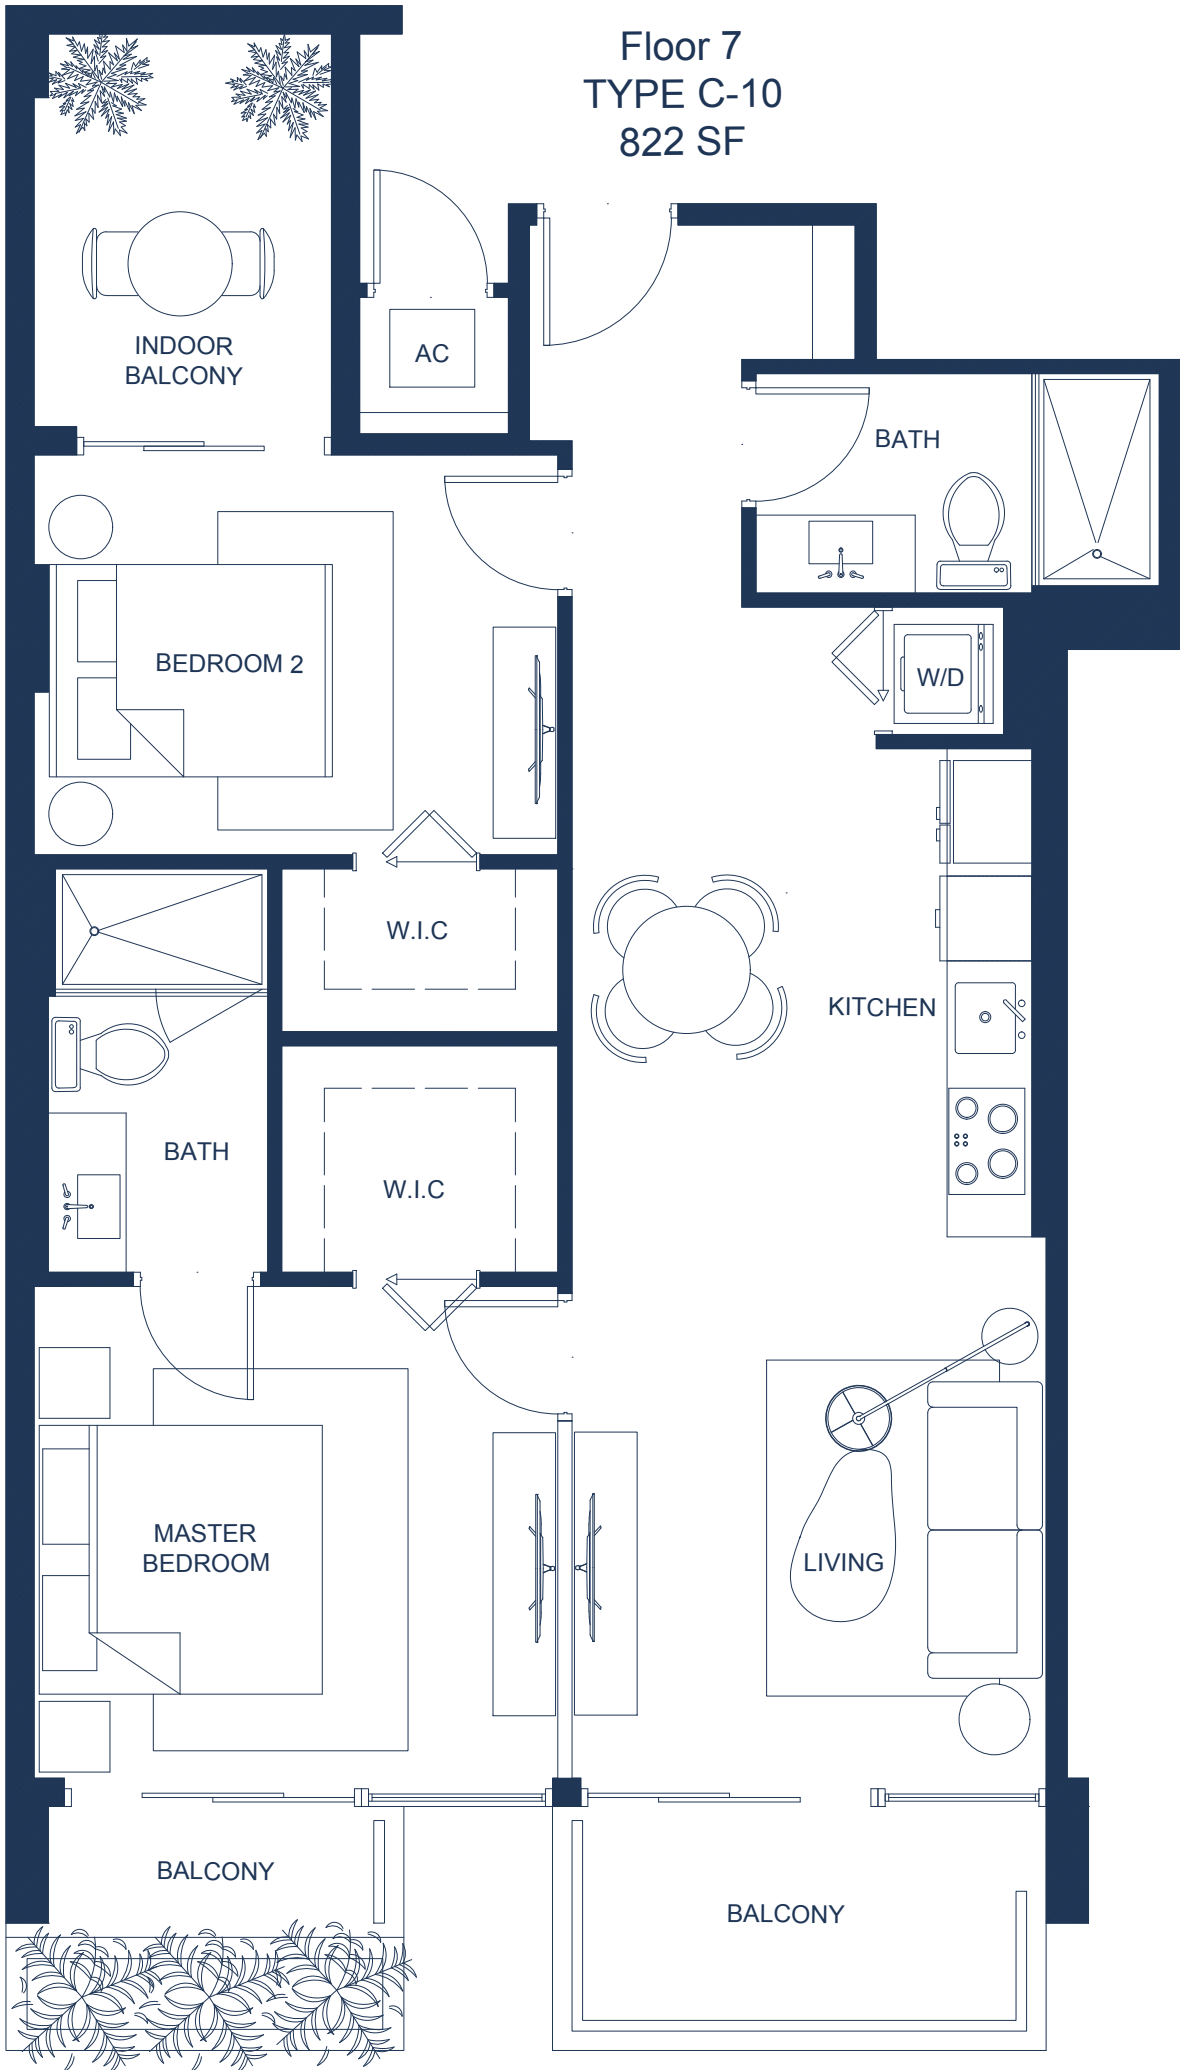 Floor 7
TYPE C-10
822 SF
INDOOR
BALCONY
AC
BATH
BEDROOM 2
W/D
W.I.C
KITCHEN
BATH
W.I.C
MASTER
BEDROOM
LIVING
BALCONY
BALCONY